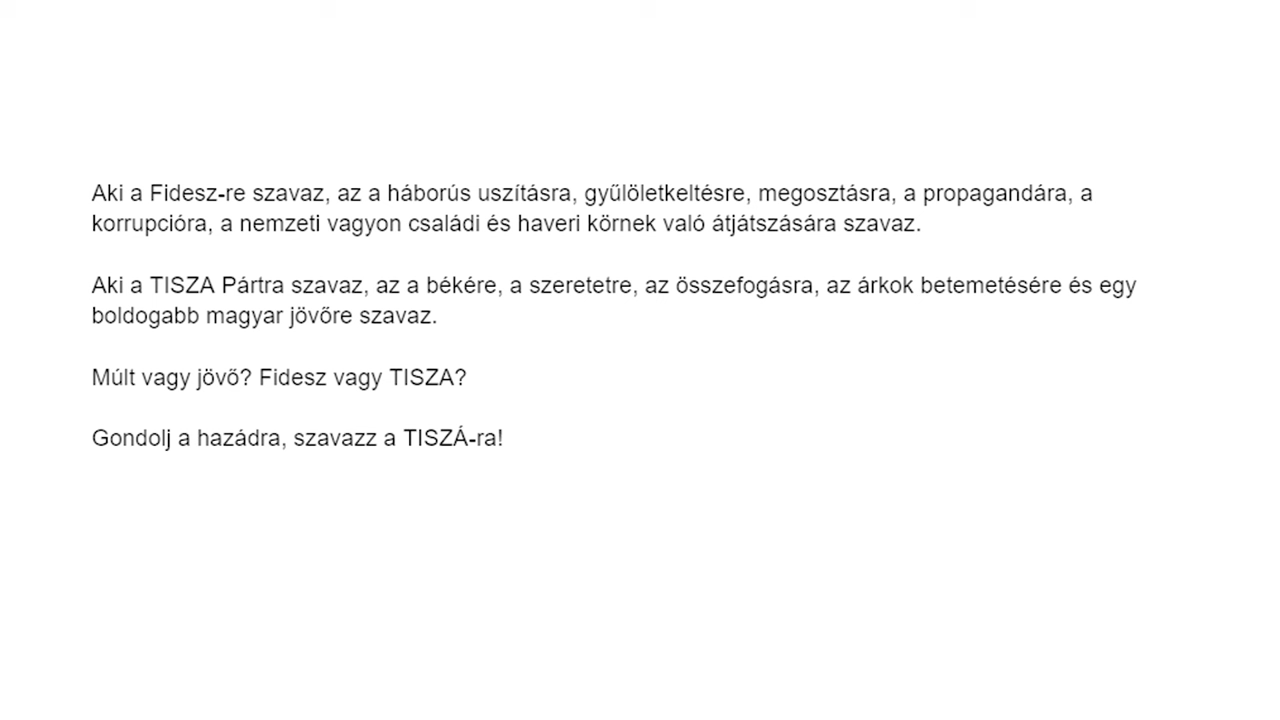 Aki a Fidesz-re szavaz, az a háborús uszításra, gyűlöletkeltésre, megosztásra, a propagandára, a
korrupcióra, a nemzeti vagyon családi és haveri körnek való átjátszására szavaz.
Aki a TISZA Pártra szavaz, az a békére, a szeretetre, az összefogásra, az árkok betemetésére és egy
boldogabb magyar jövőre szavaz.
Múlt vagy jövő? Fidesz vagy TISZA?
Gondolj a hazádra, szavazz a TISZÁ-ra!